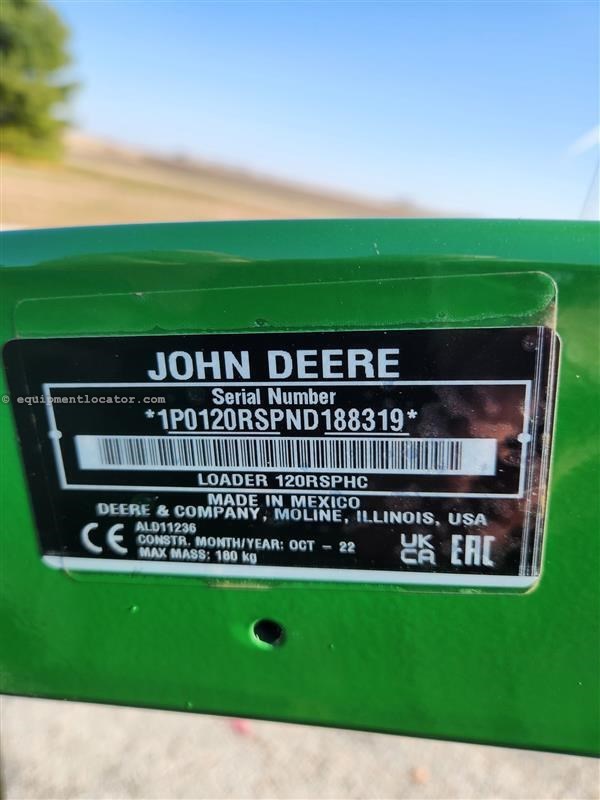 JOHN DEERE
Serial Number
*1P0120RSPND188319*
LOADER 120RSPHC
MADE IN MEXICO
DEERE & COMPANY, MOLINE, ILLINOIS, USA
ALD11236
CE CONSTR. MONTH/YEAR: OCT - 22
MAX MASS: 180 kg
UK
CA
EAC
© equipmentlocator.com